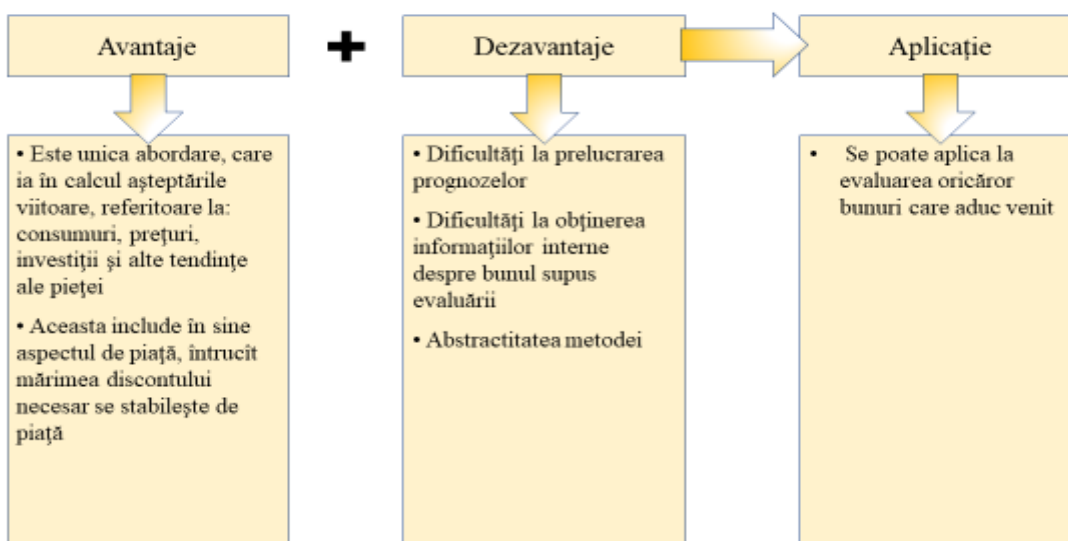 Avantaje
Dezavantaje
Aplicație
• Este unica abordare, care
ia în calcul așteptările
viitoare, referitoare la:
consumuri, prețuri,
investiții și alte tendințe
ale pieței
• Aceasta include în sine
aspectul de piață, întrucît
mărimea discontului
necesar se stabilește de
piață
• Dificultăți la prelucrarea
prognozelor
• Dificultăți la obținerea
informațiilor interne
despre bunul supus
evaluării
• Abstractitatea metodei
• Se poate aplica la
evaluarea oricăror
bunuri care aduc venit